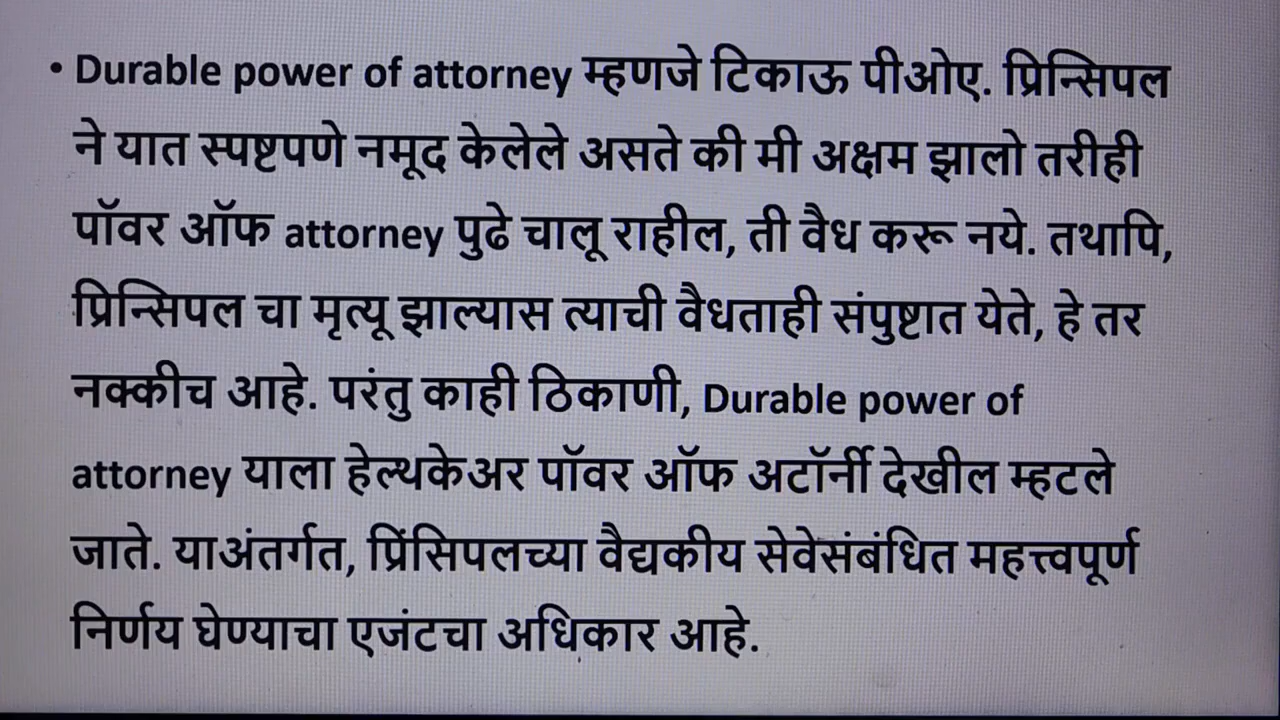 • Durable power of attorney म्हणजे टिकाऊ पीओए. प्रिन्सिपल
ने यात स्पष्टपणे नमूद केलेले असते की मी अक्षम झालो तरीही
पॉवर ऑफ attorney पुढे चालू राहील, ती वैध करू नये. तथापि,
प्रिन्सिपल चा मृत्यू झाल्यास त्याची वैधताही संपुष्टात येते, हे तर
नक्कीच आहे. परंतु काही ठिकाणी, Durable power of
attorney याला हेल्थकेअर पॉवर ऑफ अटॉर्नी देखील म्हटले
जाते. याअंतर्गत, प्रिंसिपलच्या वैद्यकीय सेवेसंबंधित महत्त्वपूर्ण
निर्णय घेण्याचा एजंटचा अधिकार आहे.